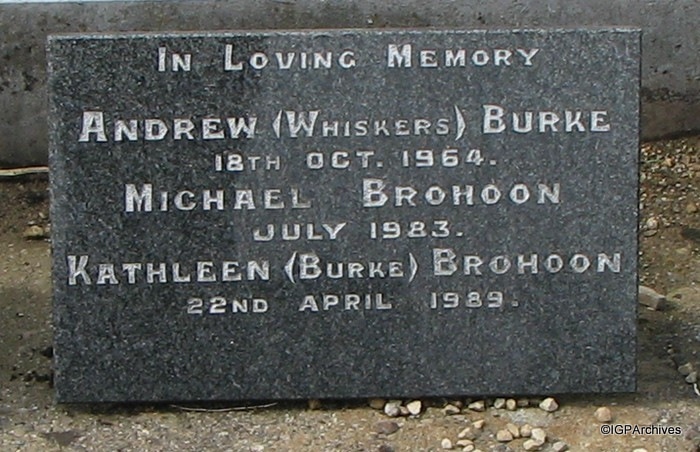 IN LOVING MEMORY
ANDREW (WHISKERS) BURKE
18TH OCT. 1964.
MICHAEL BROHOON
JULY 1983.
KATHLEEN (BURKE) BROHOON
22ND APRIL 1989.
©IGPArchives